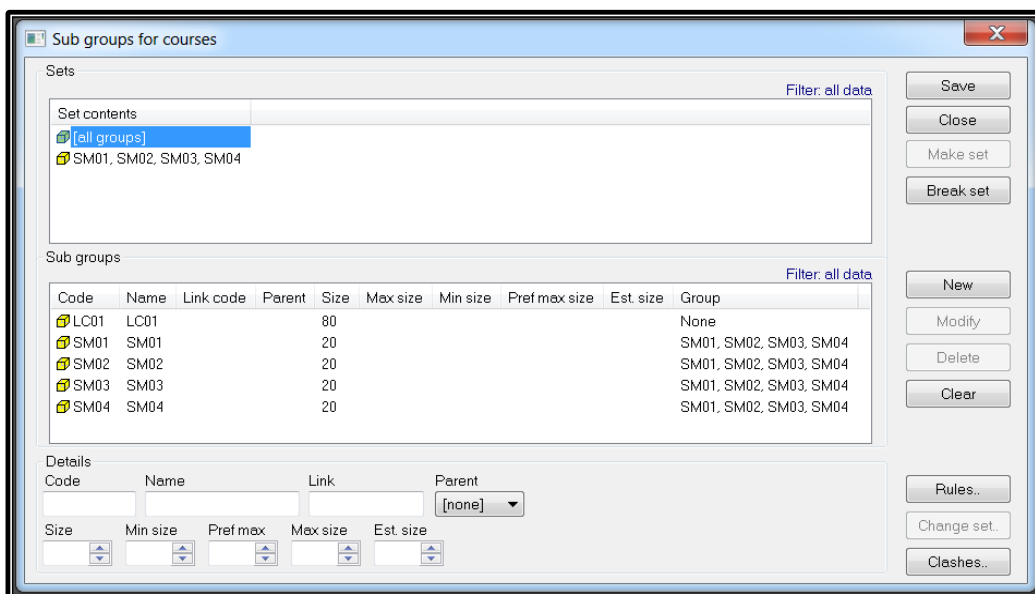 Sub groups for courses
Sets
Filter: all data
Set contents
[all groups]
SM01, SM02, SM03, SM04
Save
Close
Make set
Break set
Sub groups
Filter: all data
Code Name Link code Parent Size Max size Min size Pref max size Est. size Group
LC01 LC01 80 None
SM01 SM01 20 SM01, SM02, SM03, SM04
SM02 SM02 20 SM01, SM02, SM03, SM04
SM03 SM03 20 SM01, SM02, SM03, SM04
SM04 SM04 20 SM01, SM02, SM03, SM04
New
Modify
Delete
Clear
Details
Code Name Link Parent
[none]
Size Min size Pref max Max size Est. size
Rules..
Change set..
Clashes..